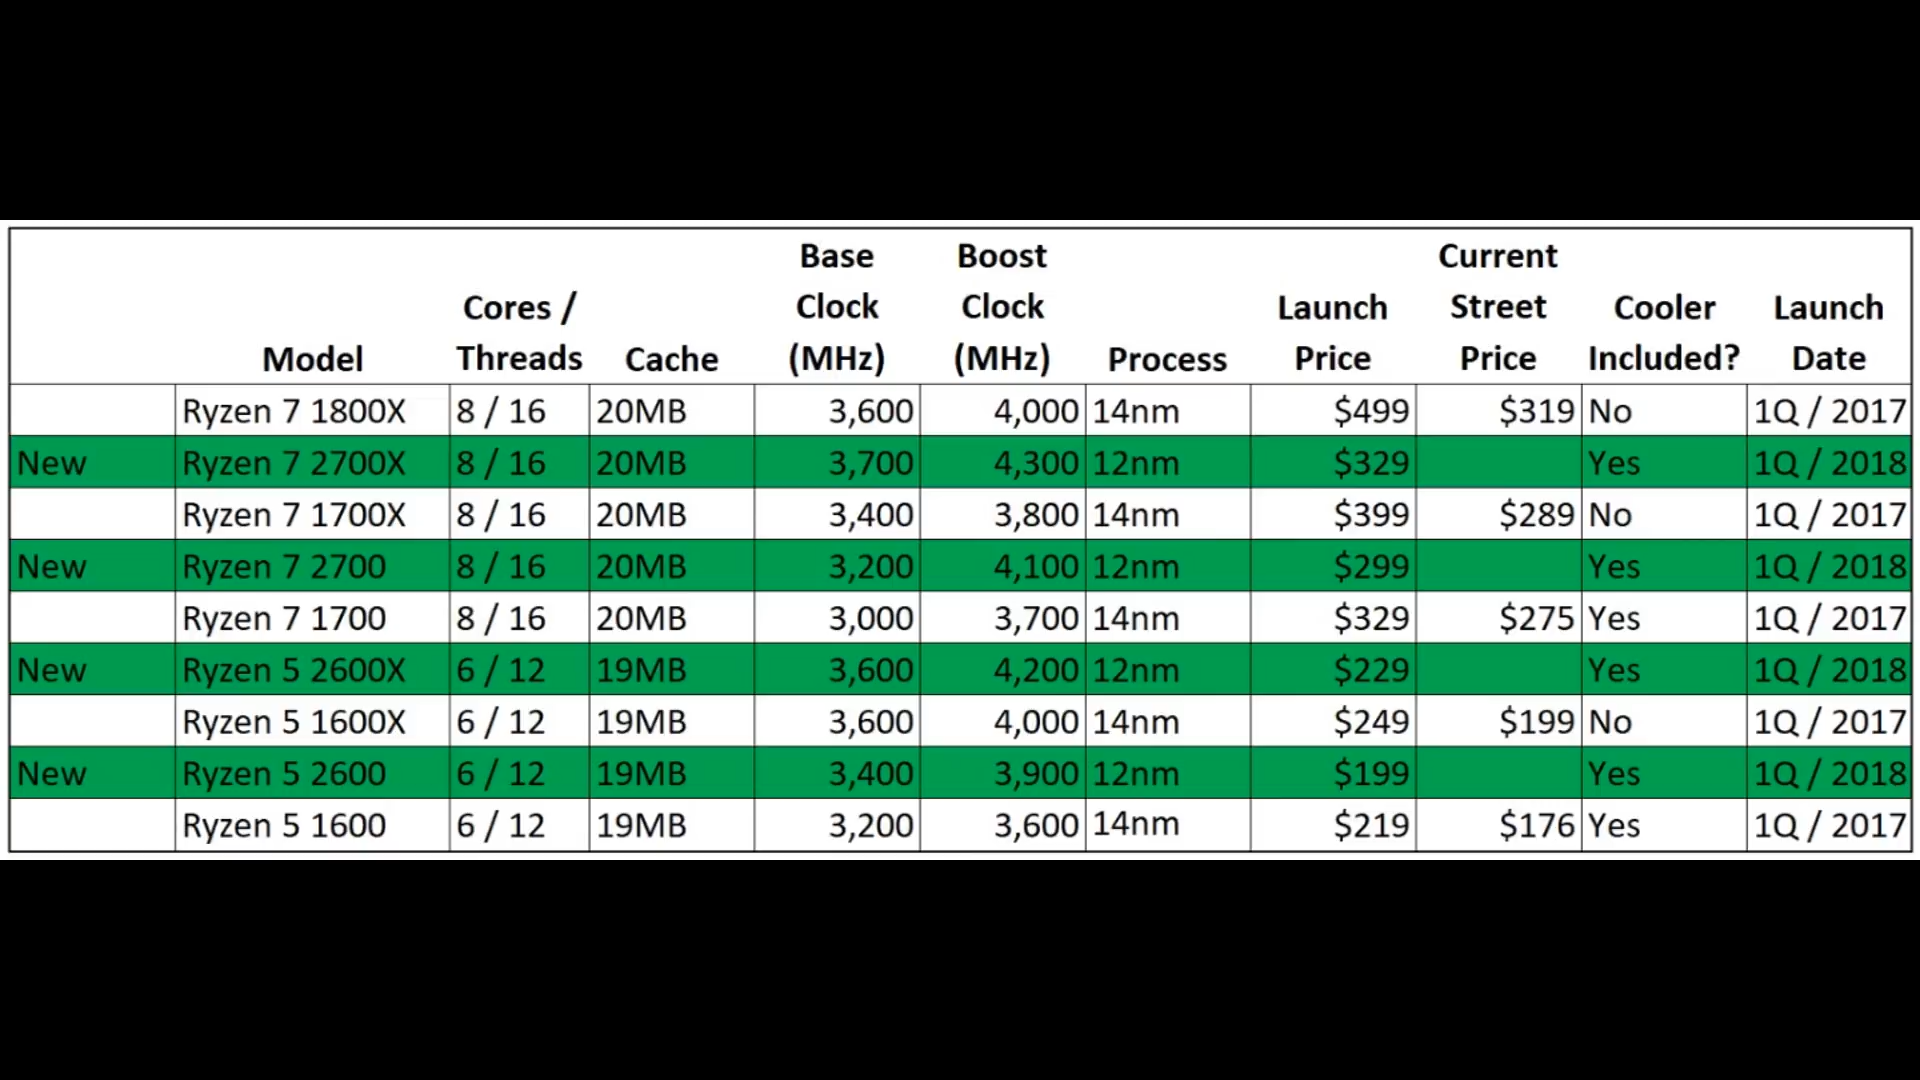 Model Cores / Threads Cache Base Clock (MHz) Boost Clock (MHz) Process Launch Price Current Street Price Cooler Included? Launch Date
Ryzen 7 1800X 8 / 16 20MB 3,600 4,000 14nm $499 $319 No 1Q / 2017
New Ryzen 7 2700X 8 / 16 20MB 3,700 4,300 12nm $329 Yes 1Q / 2018
Ryzen 7 1700X 8 / 16 20MB 3,400 3,800 14nm $399 $289 No 1Q / 2017
New Ryzen 7 2700 8 / 16 20MB 3,200 4,100 12nm $299 Yes 1Q / 2018
Ryzen 7 1700 8 / 16 20MB 3,000 3,700 14nm $329 $275 Yes 1Q / 2017
New Ryzen 5 2600X 6 / 12 19MB 3,600 4,200 12nm $229 Yes 1Q / 2018
Ryzen 5 1600X 6 / 12 19MB 3,600 4,000 14nm $249 $199 No 1Q / 2017
New Ryzen 5 2600 6 / 12 19MB 3,400 3,900 12nm $199 Yes 1Q / 2018
Ryzen 5 1600 6 / 12 19MB 3,200 3,600 14nm $219 $176 Yes 1Q / 2017